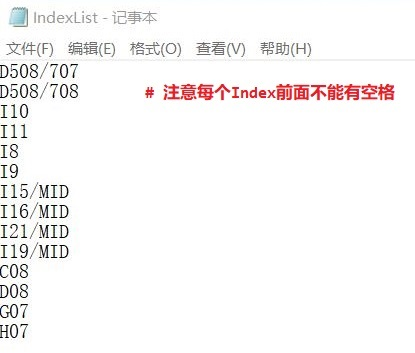 IndexList - 记事本
文件(F) 编辑(E) 格式(O) 查看(V) 帮助(H)
D508/707
D508/708 # 注意每个Index前面不能有空格
I10
I11
I8
I9
I15/MID
I16/MID
I21/MID
I19/MID
C08
D08
G07
H07